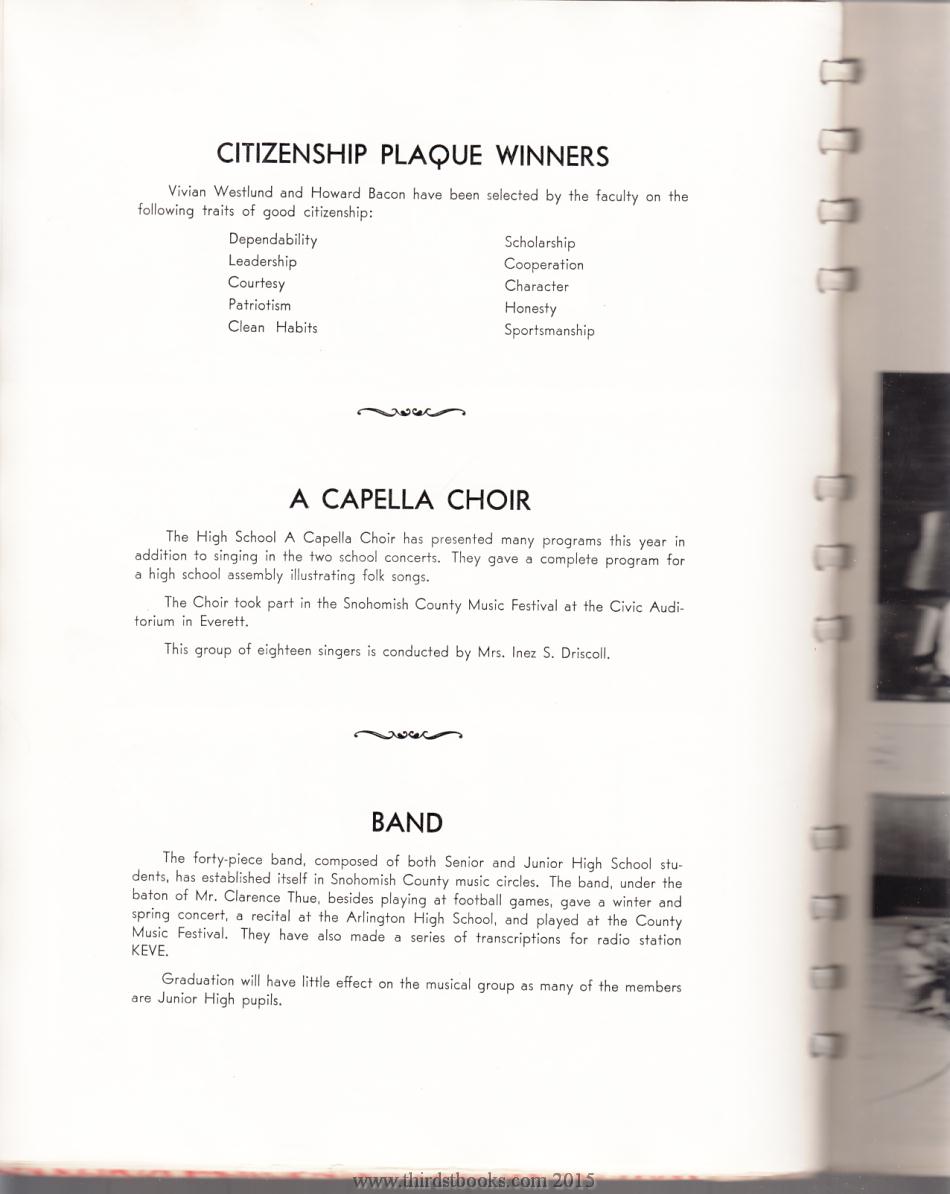 CITIZENSHIP PLAQUE WINNERS
Vivian Westlund and Howard Bacon have been selected by the faculty on the
following traits of good citizenship:
Dependability
Leadership
Courtesy
Patriotism
Clean Habits
Scholarship
Cooperation
Character
Honesty
Sportsmanship
A CAPELLA CHOIR
The High School A Capella Choir has presented many programs this year in
addition to singing in the two school concerts. They gave a complete program for
a high school assembly illustrating folk songs.
The Choir took part in the Snohomish County Music Festival at the Civic Audi-
torium in Everett.
This group of eighteen singers is conducted by Mrs. Inez S. Driscoll.
BAND
The forty-piece band, composed of both Senior and Junior High School stu-
dents, has established itself in Snohomish County music circles. The band, under the
baton of Mr. Clarence Thue, besides playing at football games, gave a winter and
spring concert, a recital at the Arlington High School, and played at the County
Music Festival. They have also made a series of transcriptions for radio station
KEVE.
Graduation will have little effect on the musical group as many of the members
are Junior High pupils.
www.thirdstbooks.com 2015